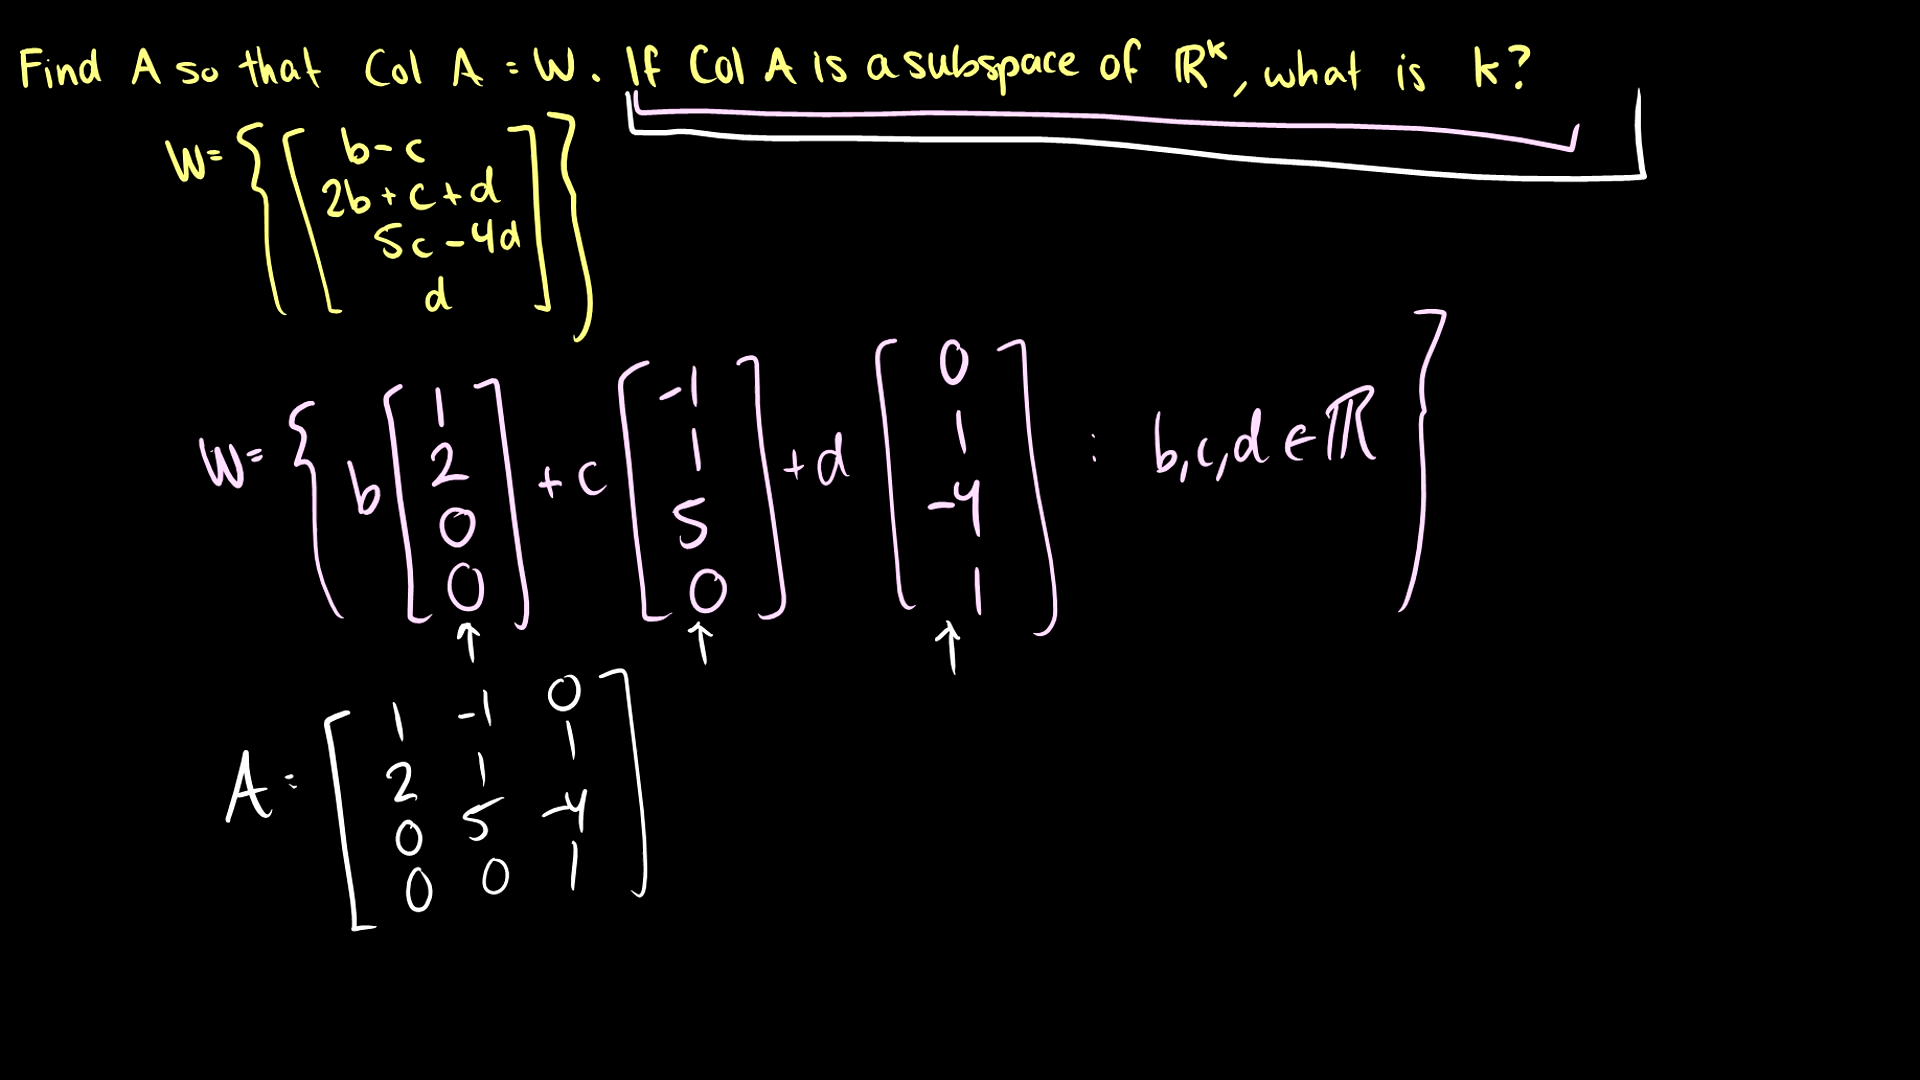 Find A so that Col A = W. If Col A is a subspace of ℝᵏ, what is k?
W= { [ b-c
2b+c+d
5c-4d
d ] }
W= { b [ 1 2 0 0 ] + c [ -1 1 5 0 ] + d [ 0 1 -4 1 ] : b,c,d ∈ ℝ }
↑ ↑ ↑
A= [ 1 -1 0
2 1 1
0 5 -4
0 0 1 ]